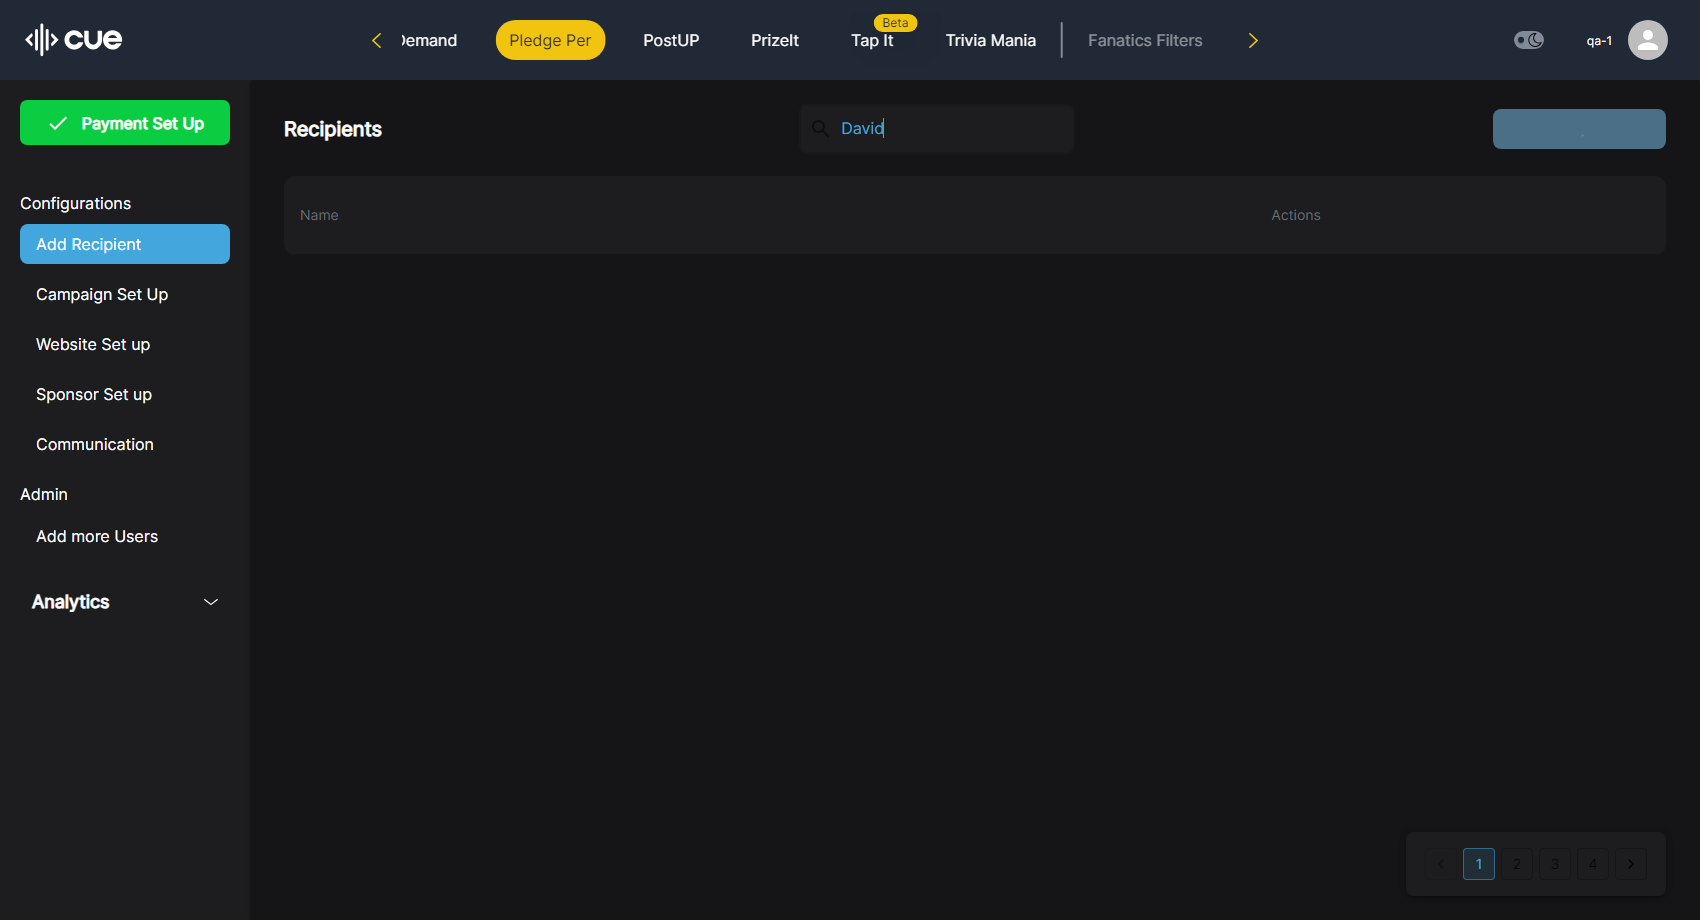 cue
Demand
Pledge Per
PostUP
PrizeIt
Beta
Tap It
Trivia Mania
Fanatics Filters
qa-1
Payment Set Up
Recipients
David
Configurations
Name
Actions
Add Recipient
Campaign Set Up
Website Set up
Sponsor Set up
Communication
Admin
Add more Users
Analytics
1 2 3 4